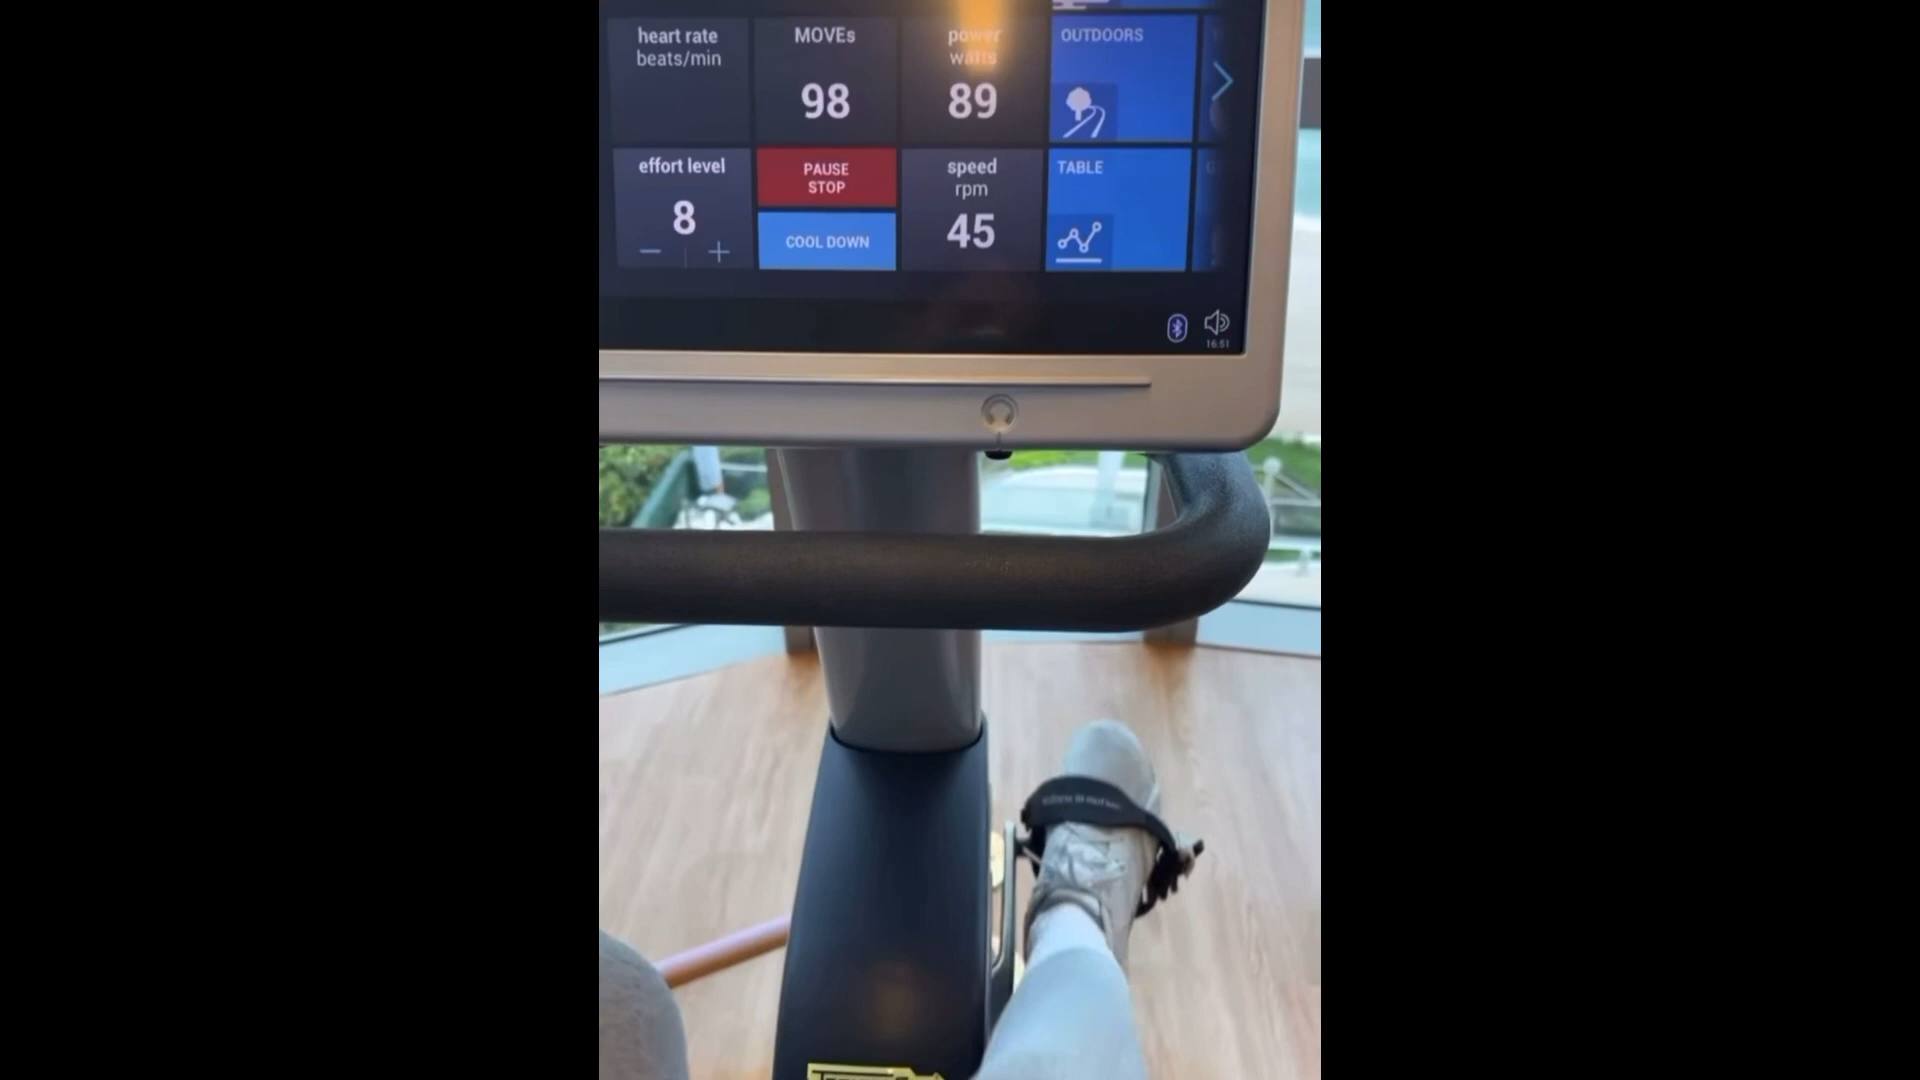 heart rate
beats/min
MOVEs
98
power
watts
89
OUTDOORS
effort level
8
PAUSE
STOP
COOL DOWN
speed
rpm
45
TABLE
16:51